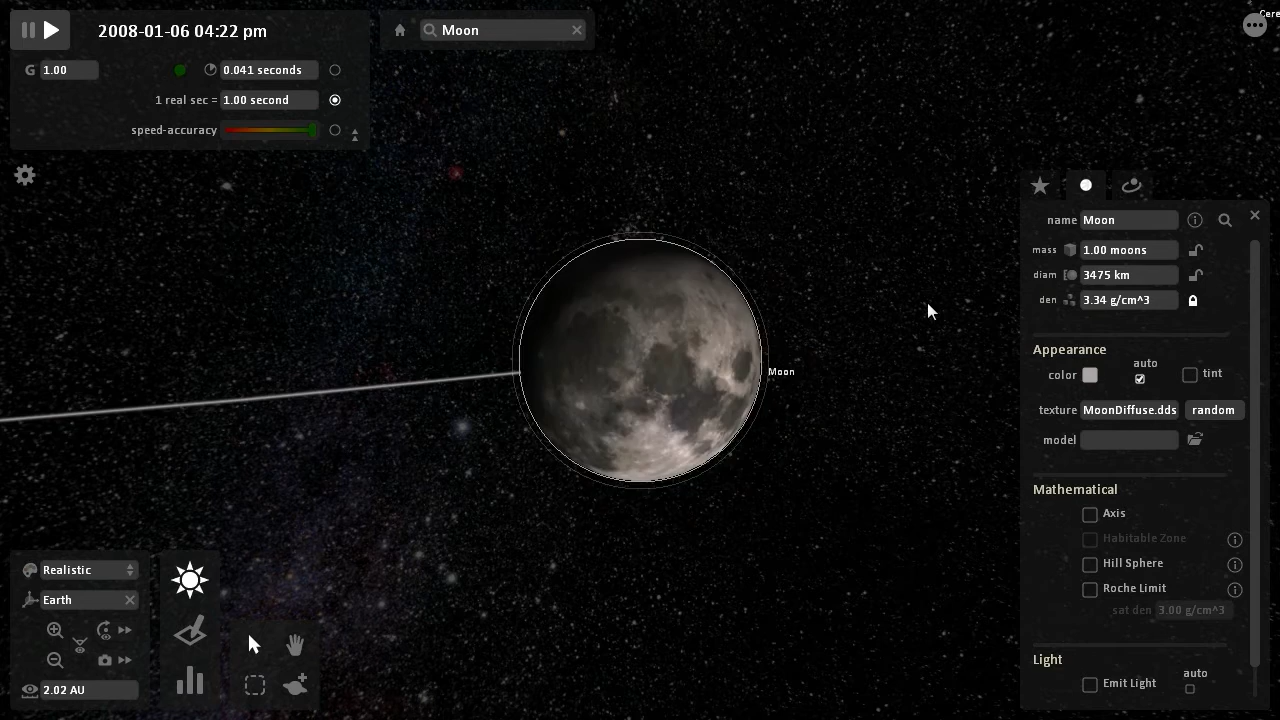 2008-01-06 04:22 pm
Moon
Cere
G 1.00
0.041 seconds
1 real sec = 1.00 second
speed-accuracy
name Moon
mass 1.00 moons
diam 3475 km
den 3.34 g/cm^3
Appearance
color
auto
tint
Moon
texture MoonDiffuse.dds random
model
Mathematical
Axis
Habitable Zone
Hill Sphere
Roche Limit
sat den 3.00 g/cm^3
Light
Emit Light
auto
Realistic
Earth
2.02 AU